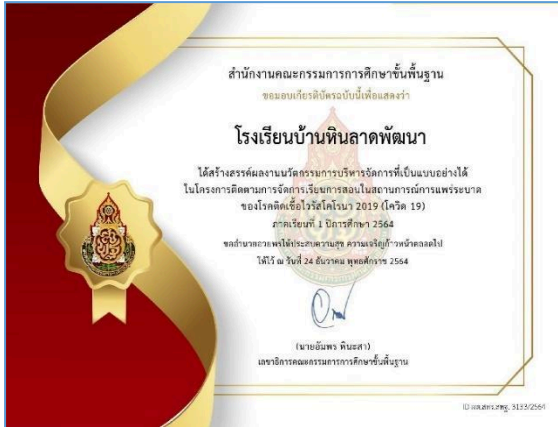 สำนักงานคณะกรรมการการศึกษาขั้นพื้นฐาน
ขอมอบเกียรติบัตรฉบับนี้เพื่อแสดงว่า
โรงเรียนบ้านหินลาดพัฒนา
ได้สร้างสรรค์ผลงานนวัตกรรมการบริหารจัดการที่เป็นแบบอย่างได้
ในโครงการติดตามการจัดการเรียนการสอนในสถานการณ์การแพร่ระบาด
ของโรคติดเชื้อไวรัสโคโรนา 2019 (โควิด 19)
ภาคเรียนที่ 1 ปีการศึกษา 2564
ขออำนวยอวยพรให้ประสบความสุข ความเจริญก้าวหน้าตลอดไป
ให้ไว้ ณ วันที่ 24 ธันวาคม พุทธศักราช 2564
(นายอัมพร พินะสา)
เลขาธิการคณะกรรมการการศึกษาขั้นพื้นฐาน
3133/2564